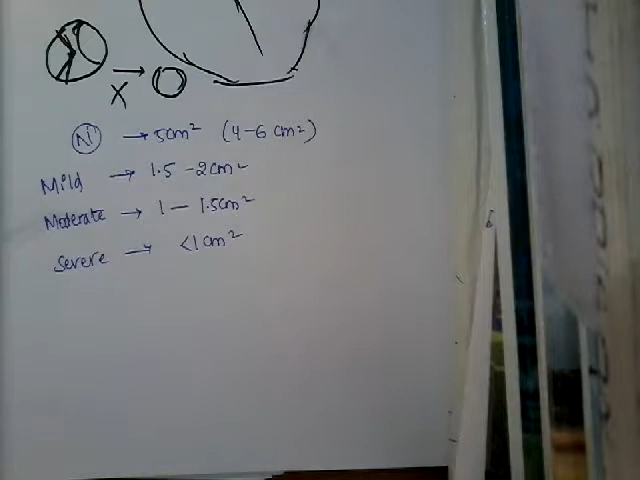 X
N → 5cm² (4-6 cm²)
Mild → 1.5 - 2cm²
Moderate → 1 - 1.5cm²
Severe → <1 cm²